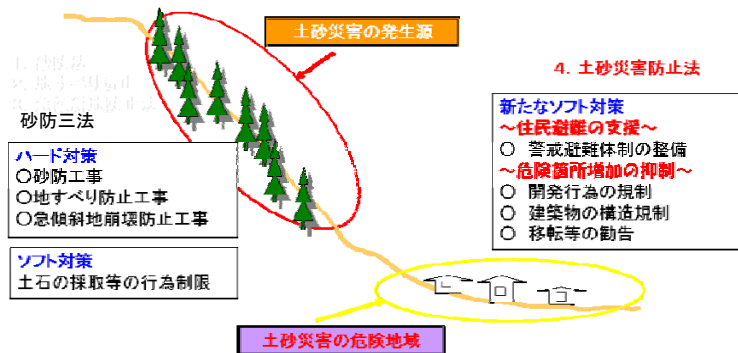 土砂災害の発生源
4. 土砂災害防止法
砂防三法
ハード対策
○砂防工事
○地すべり防止工事
○急傾斜地崩壊防止工事
ソフト対策
土石の採取等の行為制限
新たなソフト対策
～住民避難の支援～
○ 警戒避難体制の整備
～危険箇所増加の抑制～
○ 開発行為の規制
○ 建築物の構造規制
○ 移転等の勧告
土砂災害の危険地域